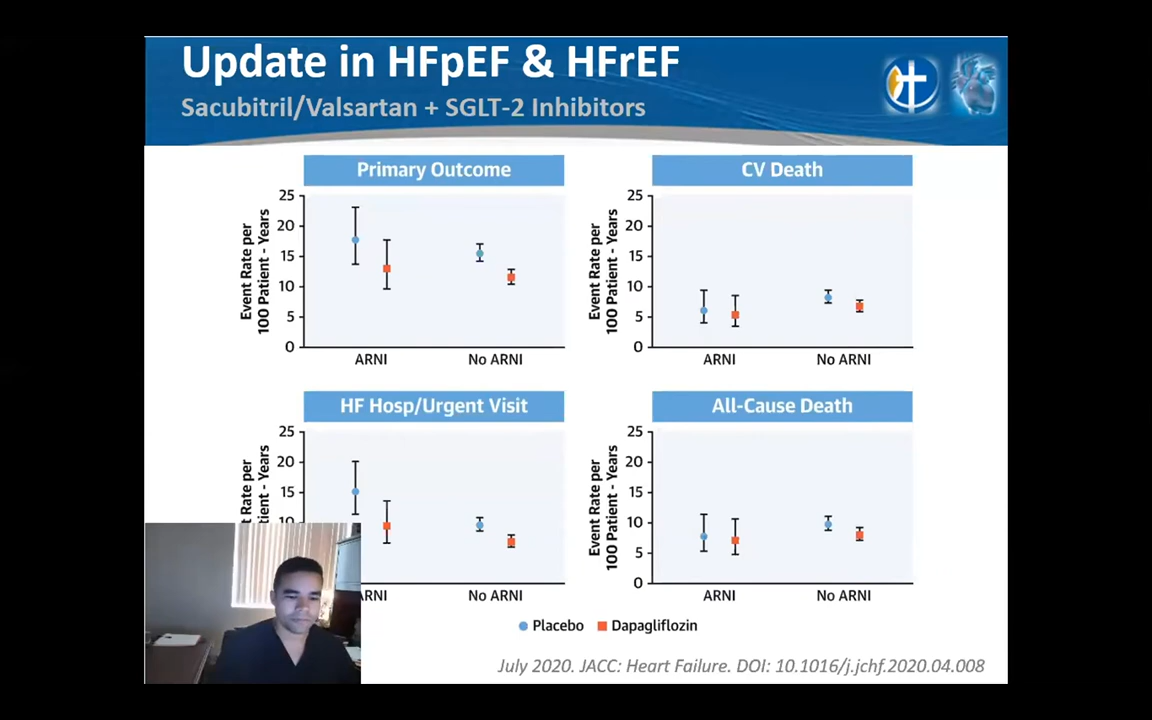 Update in HFpEF & HFrEF
Sacubitril/Valsartan + SGLT-2 Inhibitors
Primary Outcome
Event Rate per
100 Patient - Years
25
20
15
10
5
0
ARNI
No ARNI
CV Death
Event Rate per
100 Patient - Years
25
20
15
10
5
0
ARNI
No ARNI
HF Hosp/Urgent Visit
t Rate per
tient - Years
25
20
15
10
ARNI
No ARNI
All-Cause Death
Event Rate per
100 Patient - Years
25
20
15
10
5
0
ARNI
No ARNI
Placebo
Dapagliflozin
July 2020. JACC: Heart Failure. DOI: 10.1016/j.jchf.2020.04.008